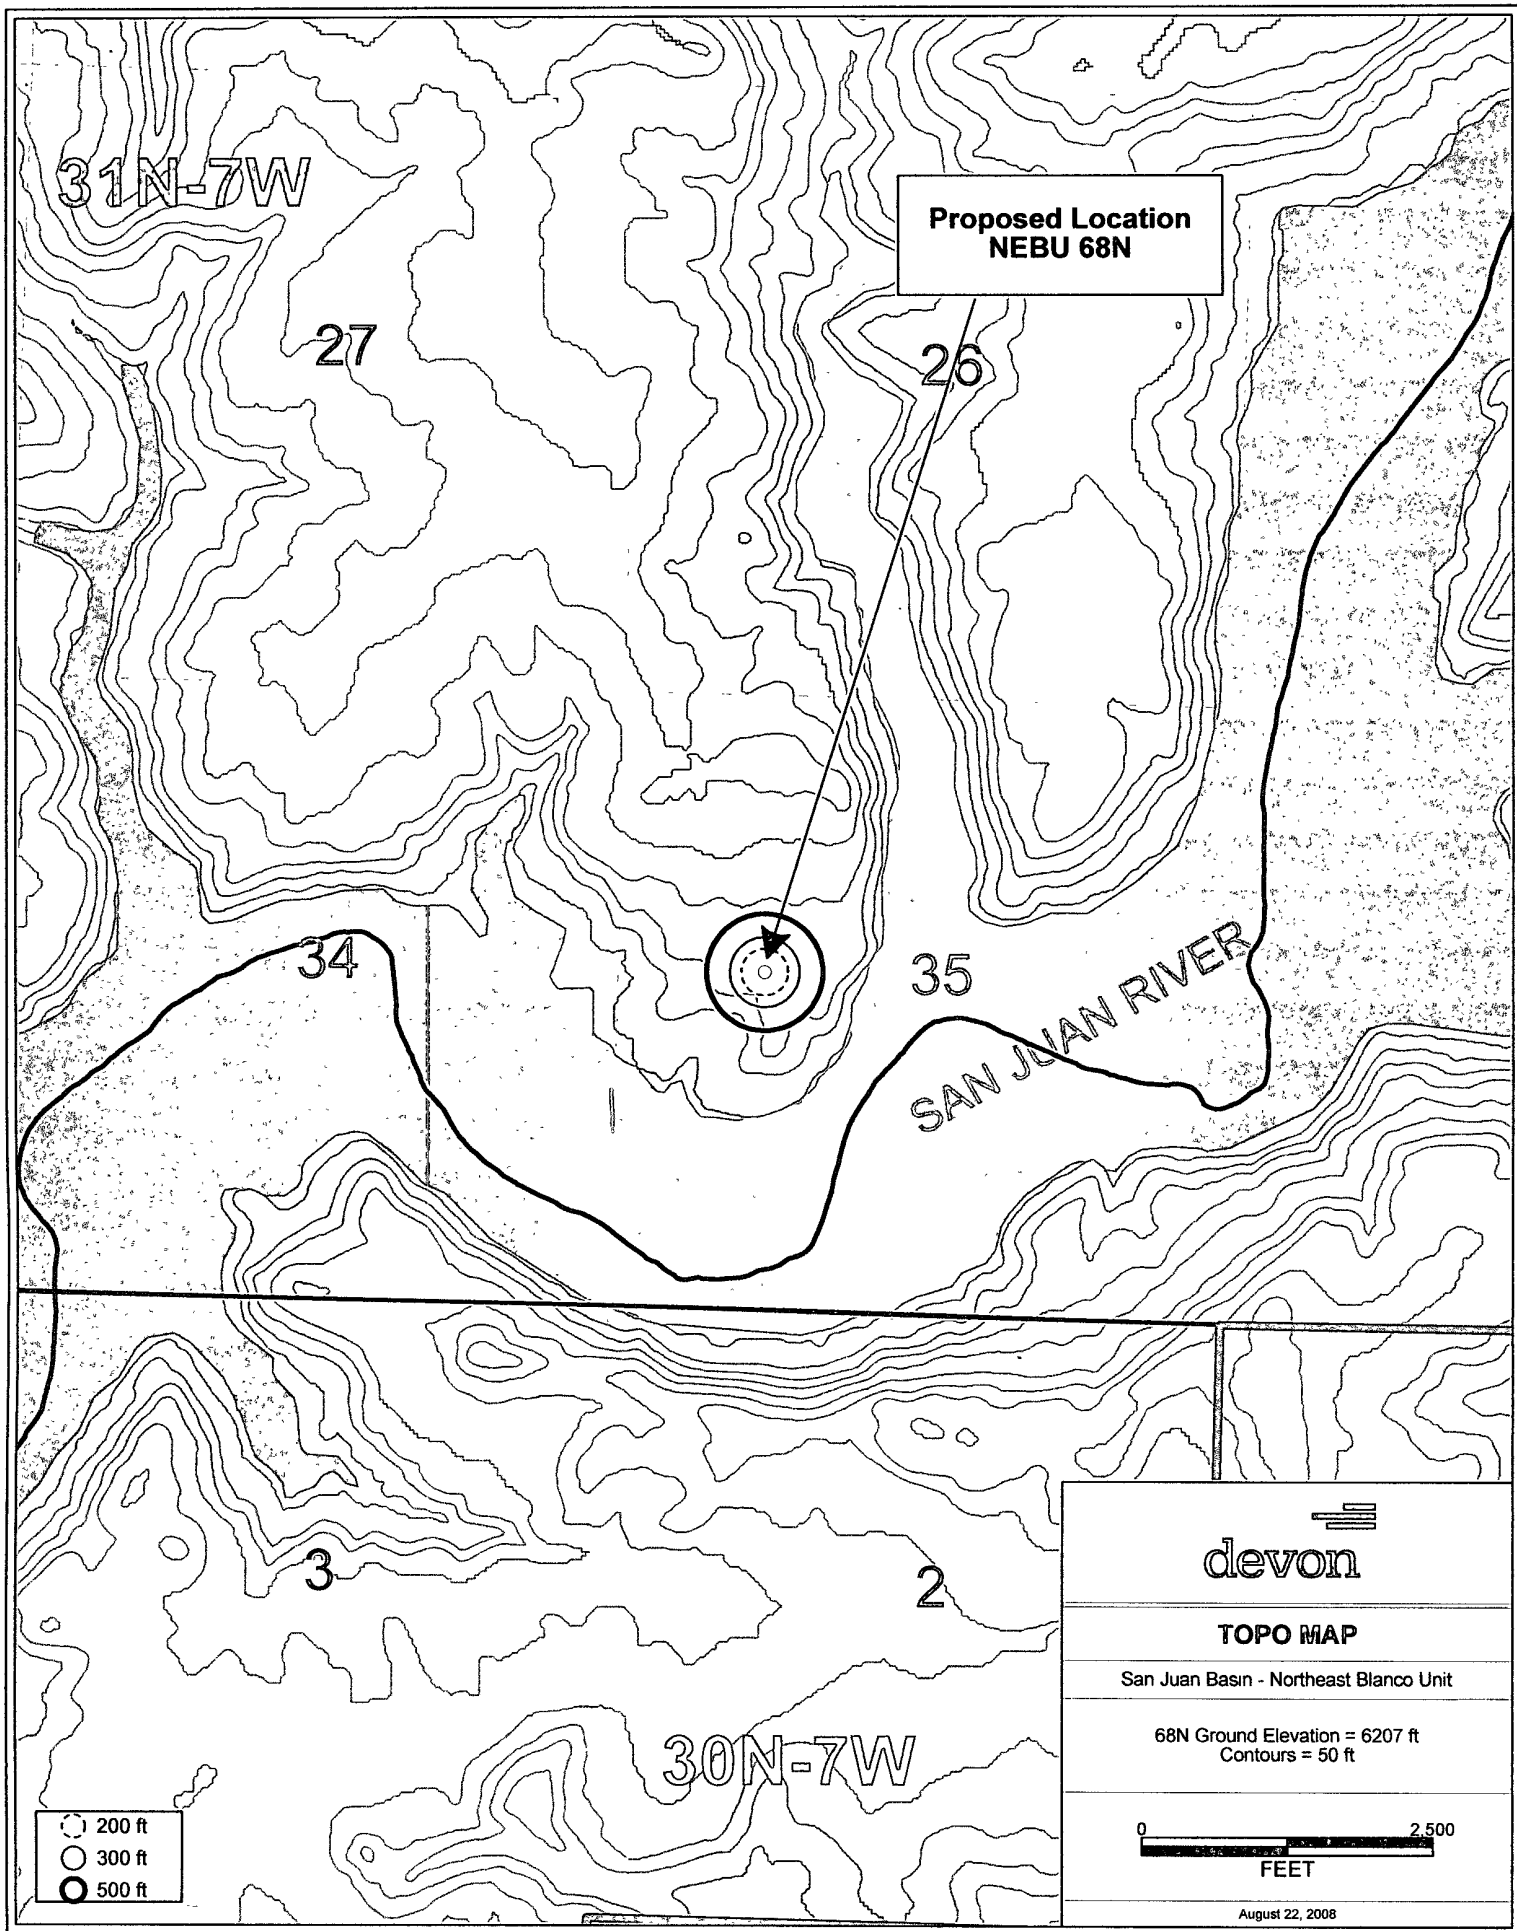 31N-7W
Proposed Location
NEBU 68N
27
26
34
35
SAN JUAN RIVER
3
2
30N-7W
devon
TOPO MAP
San Juan Basin - Northeast Blanco Unit
68N Ground Elevation = 6207 ft
Contours = 50 ft
0 2,500
FEET
August 22, 2008
200 ft
300 ft
500 ft